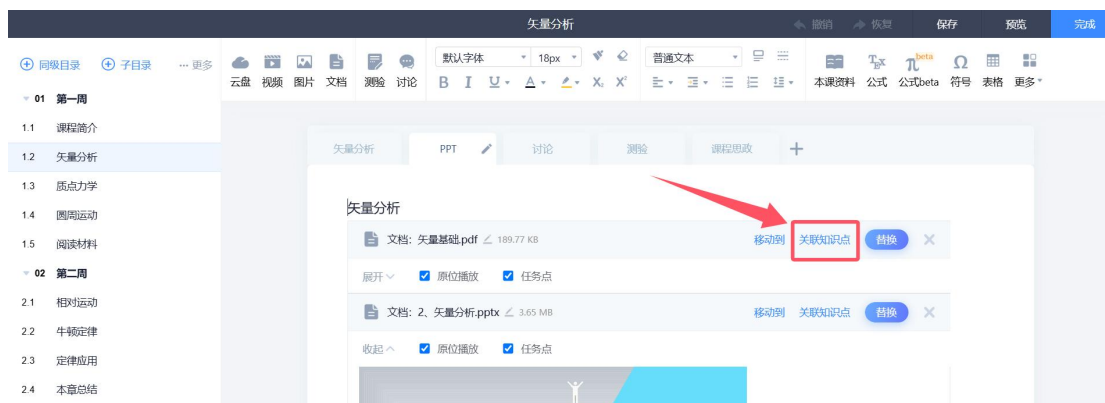 矢量分析 撤销 恢复 保存 预览 完成
同级目录 子目录 ··· 更多
云盘 视频 图片 文档 测验 讨论
默认字体 18px
B I U A X₂ X²
普通文本
本课资料 公式 公式beta 符号 表格 更多
TEX πbeta Ω
01 第一周
1.1 课程简介
1.2 矢量分析
1.3 质点力学
1.4 圆周运动
1.5 阅读材料
02 第二周
2.1 相对运动
2.2 牛顿定律
2.3 定律应用
2.4 本章总结
矢量分析 PPT 讨论 测验 课程思政
矢量分析
文档: 矢量基础.pdf 189.77 KB 移动到 关联知识点 替换
展开 原位播放 任务点
文档: 2、矢量分析.pptx 3.65 MB 移动到 关联知识点 替换
收起 原位播放 任务点